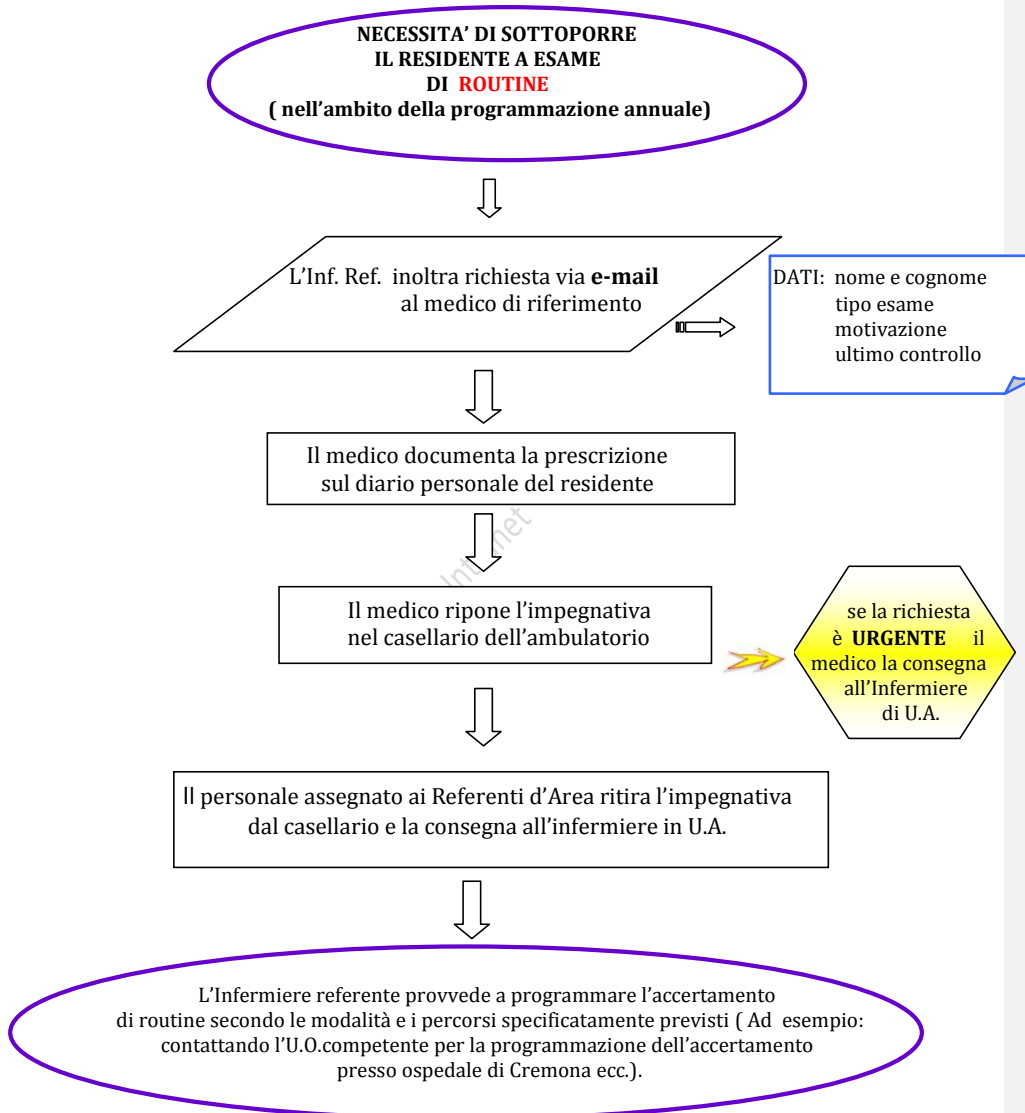 NECESSITA’ DI SOTTOPORRE
IL RESIDENTE A ESAME
DI ROUTINE
( nell’ambito della programmazione annuale)
L’Inf. Ref. inoltra richiesta via e-mail
al medico di riferimento
DATI: nome e cognome
tipo esame
motivazione
ultimo controllo
Il medico documenta la prescrizione
sul diario personale del residente
Il medico ripone l’impegnativa
nel casellario dell’ambulatorio
se la richiesta
è URGENTE il
medico la consegna
all’Infermiere
di U.A.
Il personale assegnato ai Referenti d’Area ritira l’impegnativa
dal casellario e la consegna all’infermiere in U.A.
L’Infermiere referente provvede a programmare l’accertamento
di routine secondo le modalità e i percorsi specificatamente previsti ( Ad esempio:
contattando l’U.O.competente per la programmazione dell’accertamento
presso ospedale di Cremona ecc.).